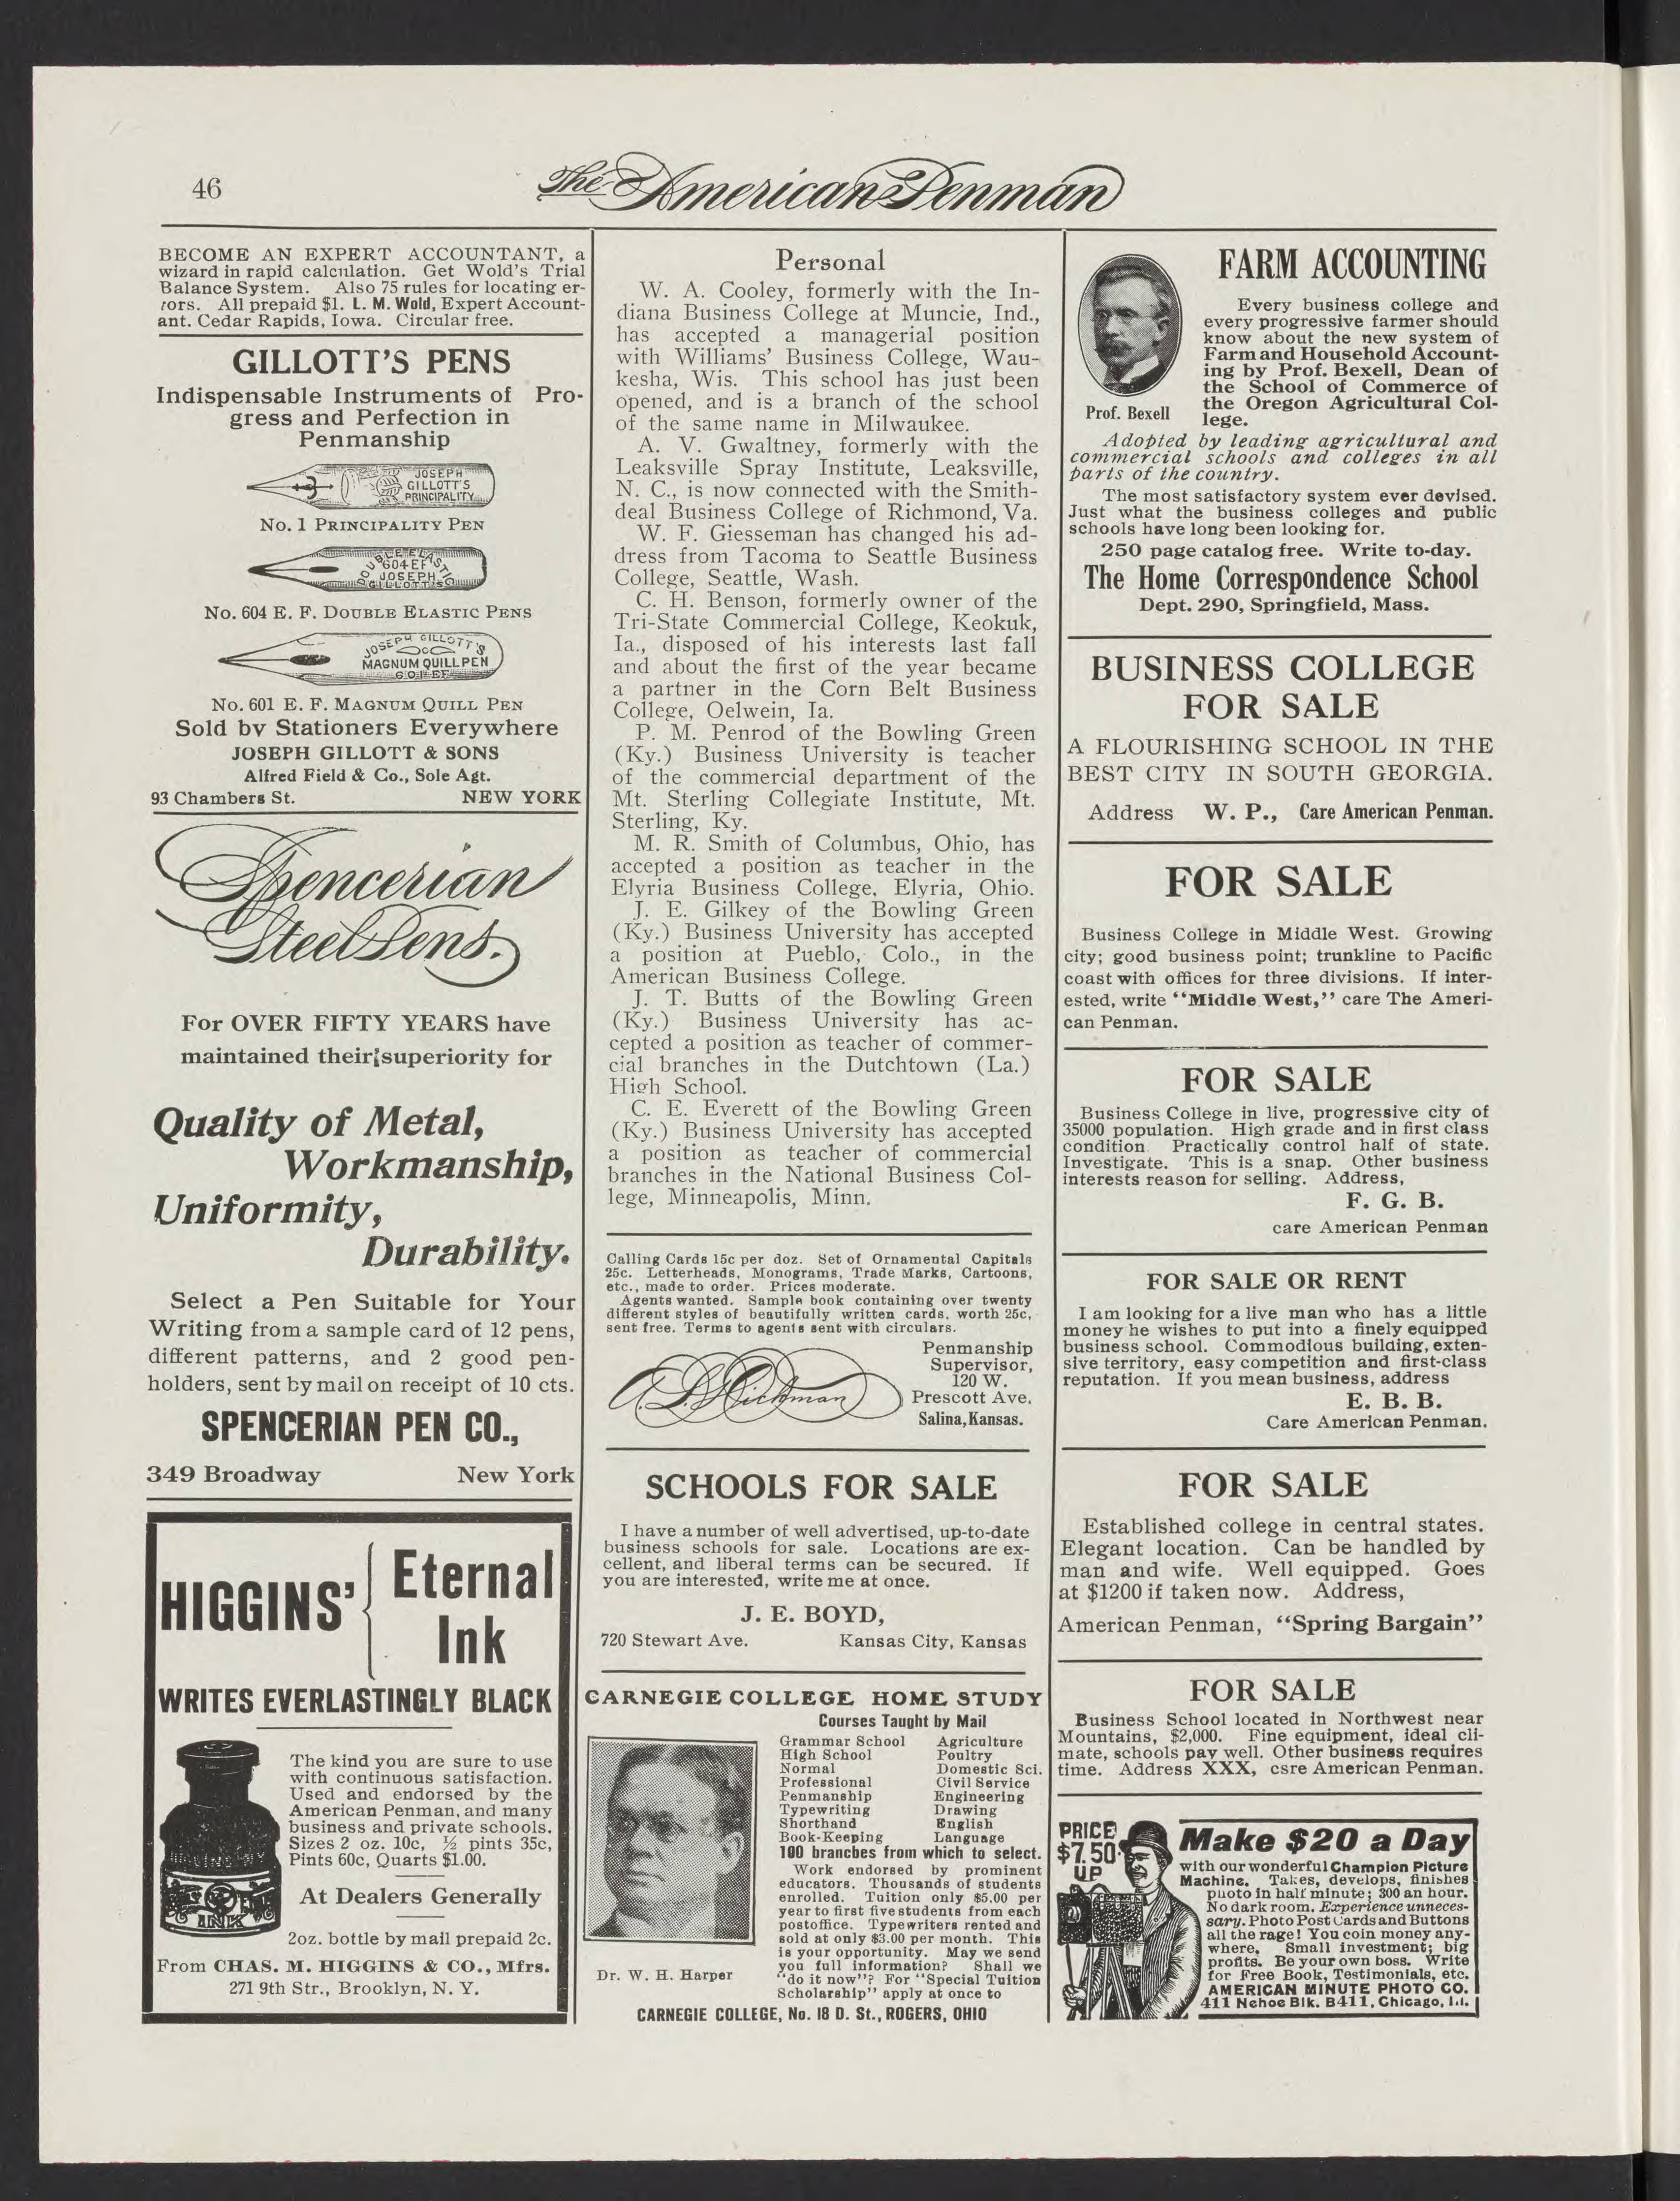 46
The American Penman
BECOME AN EXPERT ACCOUNTANT, a
wizard in rapid calculation. Get Wold's Trial
Balance System. Also 75 rules for locating er-
rors. All prepaid $1. L. M. Wold, Expert Account-
ant. Cedar Rapids, Iowa. Circular free.
GILLOTT'S PENS
Indispensable Instruments of Pro-
gress and Perfection in
Penmanship
JOSEPH
GILLOTT'S
PRINCIPALITY
No. 1 PRINCIPALITY PEN
DOUBLE ELASTIC
604 EF
JOSEPH
GILLOTT'S
No. 604 E. F. DOUBLE ELASTIC PENS
JOSEPH GILLOTT'S
MAGNUM QUILL PEN
601 EF
No. 601 E. F. MAGNUM QUILL PEN
Sold by Stationers Everywhere
JOSEPH GILLOTT & SONS
Alfred Field & Co., Sole Agt.
93 Chambers St. NEW YORK
Spencerian
Steel Pens.
For OVER FIFTY YEARS have
maintained their superiority for
Quality of Metal,
Workmanship,
Uniformity,
Durability.
Select a Pen Suitable for Your
Writing from a sample card of 12 pens,
different patterns, and 2 good pen-
holders, sent by mail on receipt of 10 cts.
SPENCERIAN PEN CO.,
349 Broadway New York
HIGGINS' { Eternal
Ink
WRITES EVERLASTINGLY BLACK
The kind you are sure to use
with continuous satisfaction.
Used and endorsed by the
American Penman, and many
business and private schools.
Sizes 2 oz. 10c, ½ pints 35c,
Pints 60c, Quarts $1.00.
INK
At Dealers Generally
2oz. bottle by mail prepaid 2c.
From CHAS. M. HIGGINS & CO., Mfrs.
271 9th Str., Brooklyn, N. Y.
Personal
W. A. Cooley, formerly with the In-
diana Business College at Muncie, Ind.,
has accepted a managerial position
with Williams' Business College, Wau-
kesha, Wis. This school has just been
opened, and is a branch of the school
of the same name in Milwaukee.
A. V. Gwaltney, formerly with the
Leaksville Spray Institute, Leaksville,
N. C., is now connected with the Smith-
deal Business College of Richmond, Va.
W. F. Giesseman has changed his ad-
dress from Tacoma to Seattle Business
College, Seattle, Wash.
C. H. Benson, formerly owner of the
Tri-State Commercial College, Keokuk,
Ia., disposed of his interests last fall
and about the first of the year became
a partner in the Corn Belt Business
College, Oelwein, Ia.
P. M. Penrod of the Bowling Green
(Ky.) Business University is teacher
of the commercial department of the
Mt. Sterling Collegiate Institute, Mt.
Sterling, Ky.
M. R. Smith of Columbus, Ohio, has
accepted a position as teacher in the
Elyria Business College, Elyria, Ohio.
J. E. Gilkey of the Bowling Green
(Ky.) Business University has accepted
a position at Pueblo, Colo., in the
American Business College.
J. T. Butts of the Bowling Green
(Ky.) Business University has ac-
cepted a position as teacher of commer-
cial branches in the Dutchtown (La.)
High School.
C. E. Everett of the Bowling Green
(Ky.) Business University has accepted
a position as teacher of commercial
branches in the National Business Col-
lege, Minneapolis, Minn.
Calling Cards 15c per doz. Set of Ornamental Capitals
25c. Letterheads, Monograms, Trade Marks, Cartoons,
etc., made to order. Prices moderate.
Agents wanted. Sample book containing over twenty
different styles of beautifully written cards, worth 25c,
sent free. Terms to agents sent with circulars.
Penmanship
Supervisor,
120 W.
Prescott Ave.
Salina, Kansas.
SCHOOLS FOR SALE
I have a number of well advertised, up-to-date
business schools for sale. Locations are ex-
cellent, and liberal terms can be secured. If
you are interested, write me at once.
J. E. BOYD,
720 Stewart Ave. Kansas City, Kansas
CARNEGIE COLLEGE HOME STUDY
Courses Taught by Mail
Grammar School Agriculture
High School Poultry
Normal Domestic Sci.
Professional Civil Service
Penmanship Engineering
Typewriting Drawing
Shorthand English
Book-Keeping Language
100 branches from which to select.
Work endorsed by prominent
educators. Thousands of students
enrolled. Tuition only $5.00 per
year to first five students from each
postoffice. Typewriters rented and
sold at only $3.00 per month. This
is your opportunity. May we send
you full information? Shall we
"do it now"? For "Special Tuition
Scholarship" apply at once to
Dr. W. H. Harper
CARNEGIE COLLEGE, No. 18 D. St., ROGERS, OHIO
FARM ACCOUNTING
Every business college and
every progressive farmer should
know about the new system of
Farm and Household Account-
ing by Prof. Bexell, Dean of
the School of Commerce of
the Oregon Agricultural Col-
lege.
Prof. Bexell
Adopted by leading agricultural and
commercial schools and colleges in all
parts of the country.
The most satisfactory system ever devised.
Just what the business colleges and public
schools have long been looking for.
250 page catalog free. Write to-day.
The Home Correspondence School
Dept. 290, Springfield, Mass.
BUSINESS COLLEGE
FOR SALE
A FLOURISHING SCHOOL IN THE
BEST CITY IN SOUTH GEORGIA.
Address W. P., Care American Penman.
FOR SALE
Business College in Middle West. Growing
city; good business point; trunkline to Pacific
coast with offices for three divisions. If inter-
ested, write "Middle West," care The Ameri-
can Penman.
FOR SALE
Business College in live, progressive city of
35000 population. High grade and in first class
condition. Practically control half of state.
Investigate. This is a snap. Other business
interests reason for selling. Address,
F. G. B.
care American Penman
FOR SALE OR RENT
I am looking for a live man who has a little
money he wishes to put into a finely equipped
business school. Commodious building, exten-
sive territory, easy competition and first-class
reputation. If you mean business, address
E. B. B.
Care American Penman.
FOR SALE
Established college in central states.
Elegant location. Can be handled by
man and wife. Well equipped. Goes
at $1200 if taken now. Address,
American Penman, "Spring Bargain"
FOR SALE
Business School located in Northwest near
Mountains, $2,000. Fine equipment, ideal cli-
mate, schools pay well. Other business requires
time. Address XXX, csre American Penman.
PRICE
$7.50
UP
Make $20 a Day
with our wonderful Champion Picture
Machine. Takes, develops, finishes
photo in half minute; 300 an hour.
No dark room. Experience unneces-
sary. Photo Post Cards and Buttons
all the rage! You coin money any-
where. Small investment; big
profits. Be your own boss. Write
for Free Book, Testimonials, etc.
AMERICAN MINUTE PHOTO CO.
411 Nehoc Blk. B411, Chicago, Ill.